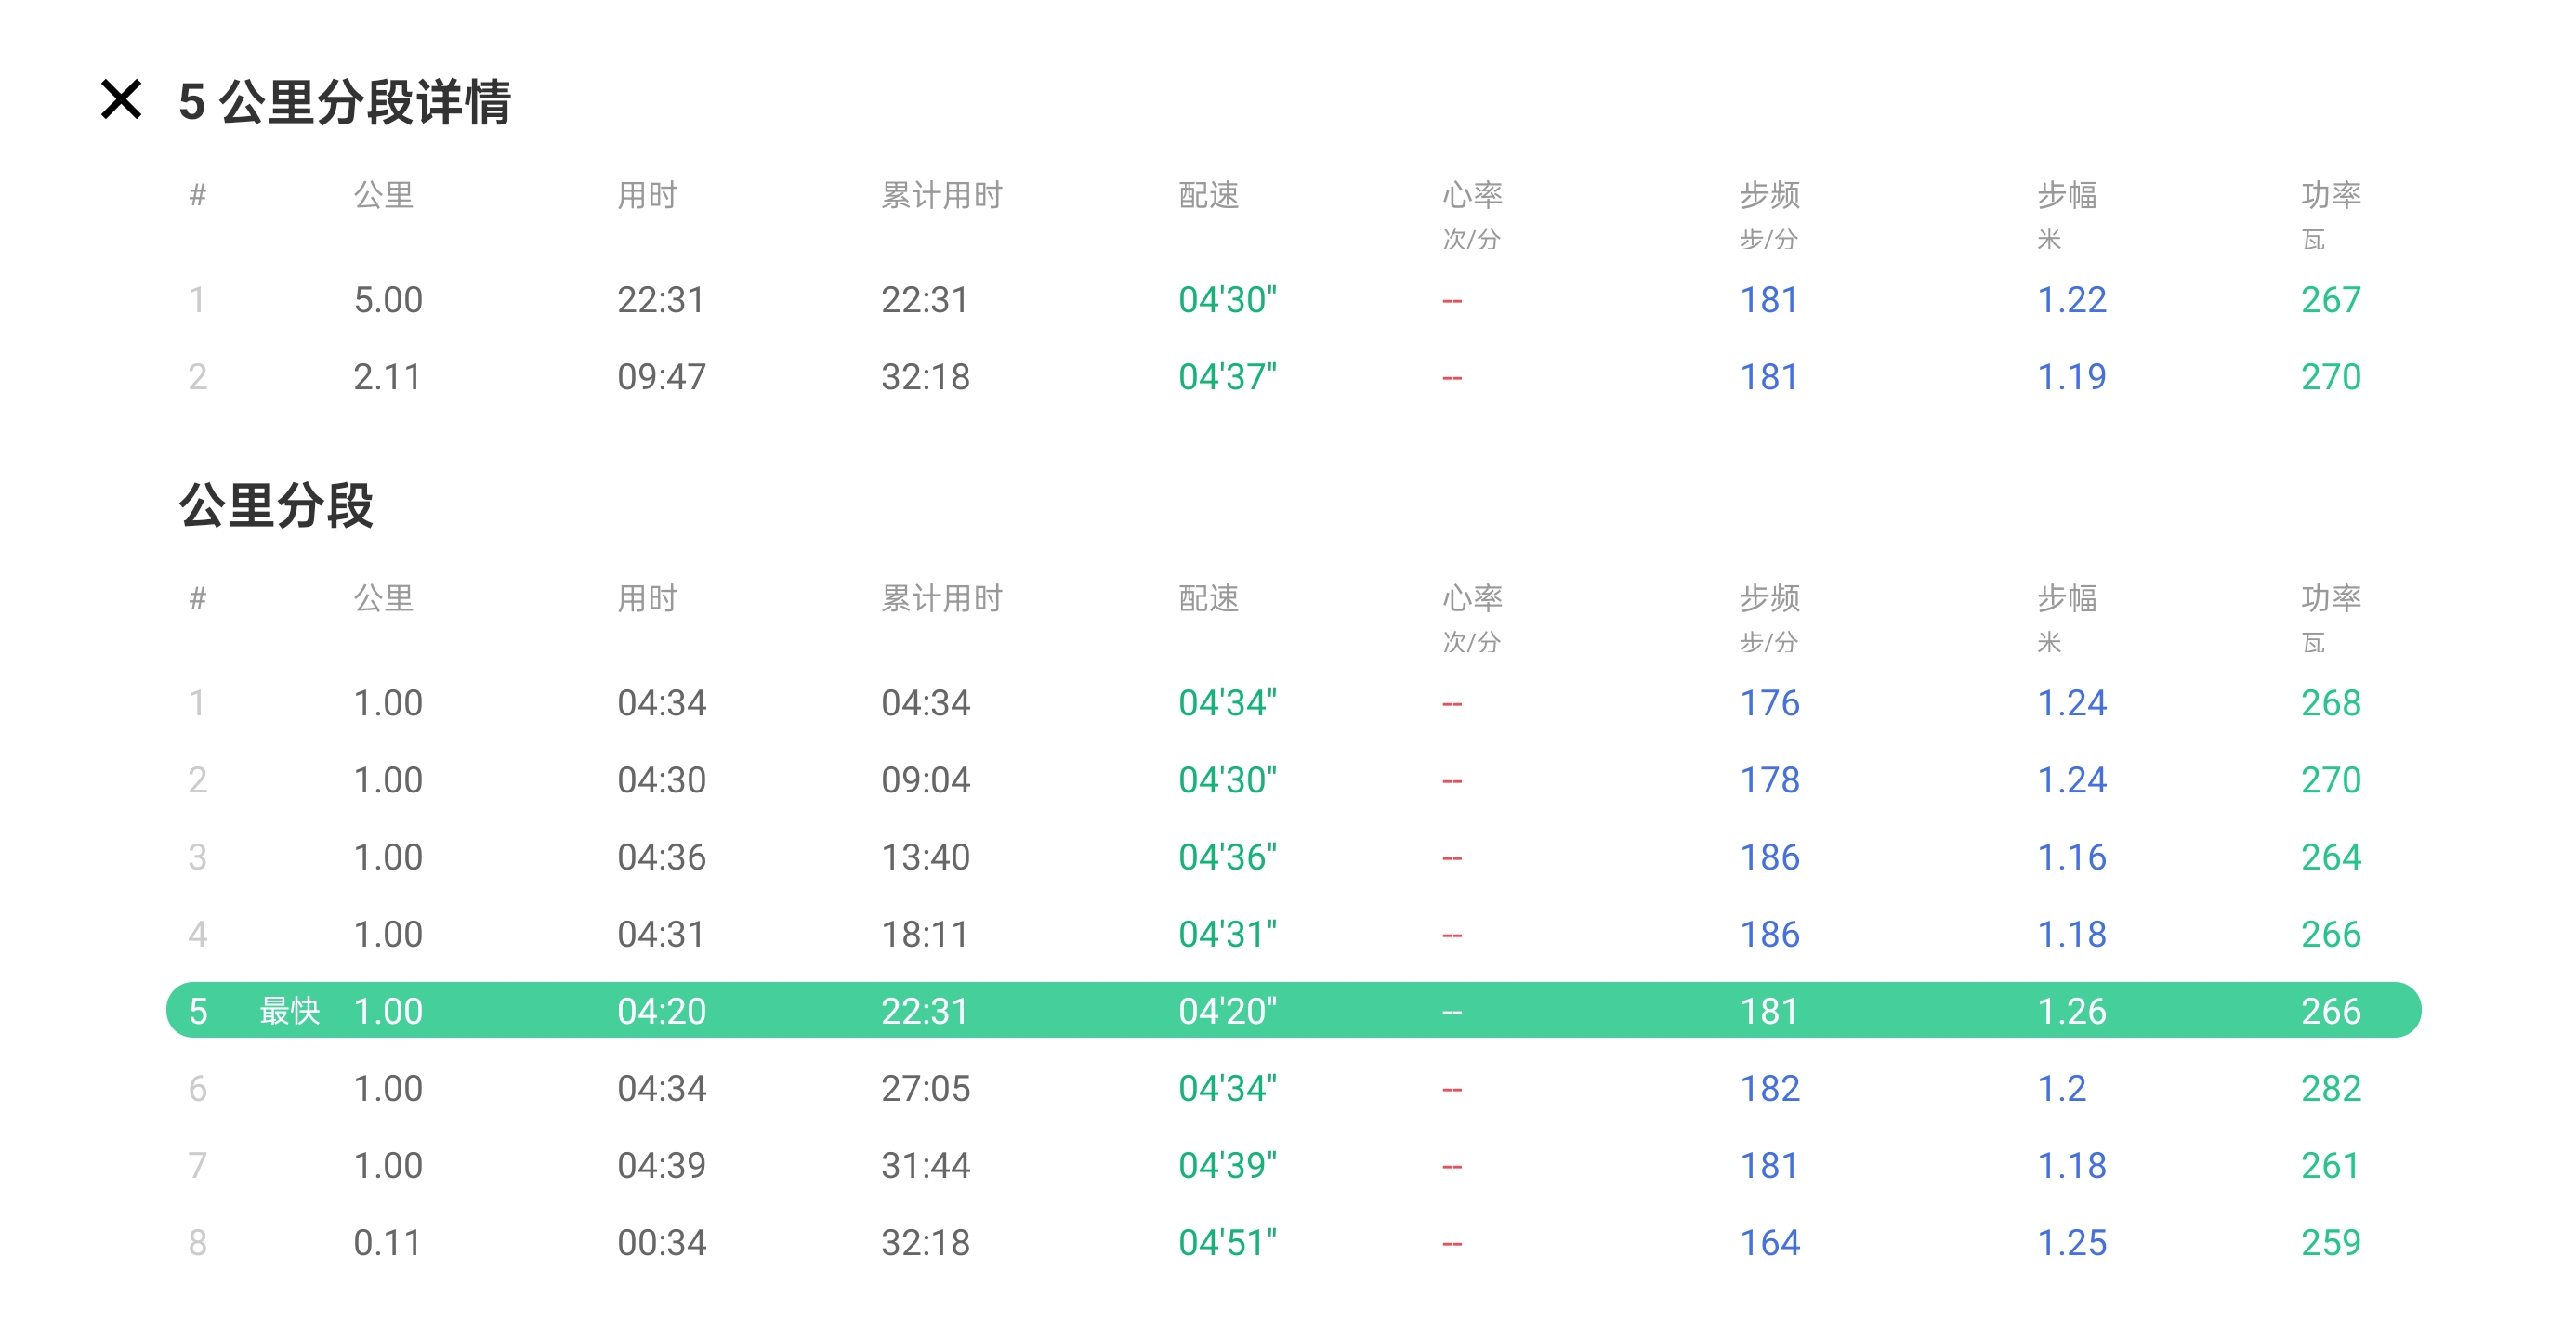 5 公里分段详情
# 公里 用时 累计用时 配速 心率 步频 步幅 功率
次/分 步/分 米 瓦
1 5.00 22:31 22:31 04'30" -- 181 1.22 267
2 2.11 09:47 32:18 04'37" -- 181 1.19 270
公里分段
# 公里 用时 累计用时 配速 心率 步频 步幅 功率
次/分 步/分 米 瓦
1 1.00 04:34 04:34 04'34" -- 176 1.24 268
2 1.00 04:30 09:04 04'30" -- 178 1.24 270
3 1.00 04:36 13:40 04'36" -- 186 1.16 264
4 1.00 04:31 18:11 04'31" -- 186 1.18 266
5 最快 1.00 04:20 22:31 04'20" -- 181 1.26 266
6 1.00 04:34 27:05 04'34" -- 182 1.2 282
7 1.00 04:39 31:44 04'39" -- 181 1.18 261
8 0.11 00:34 32:18 04'51" -- 164 1.25 259